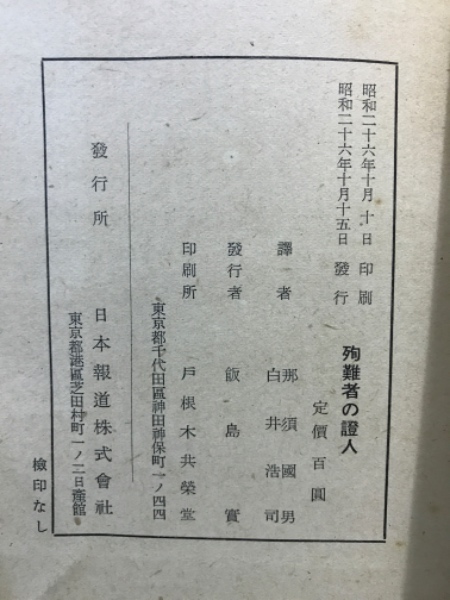 昭和二十六年十月 十日 印刷
昭和二十六年十月十五日 發行
殉難者の證人
定價百圓
譯者 那須國男
白井浩司
發行者 飯島實
印刷所 戶根木共榮堂
東京都千代田區神田神保町一ノ四四
發行所 日本報道株式會社
東京都港區芝田村町一ノ二日產館
檢印なし